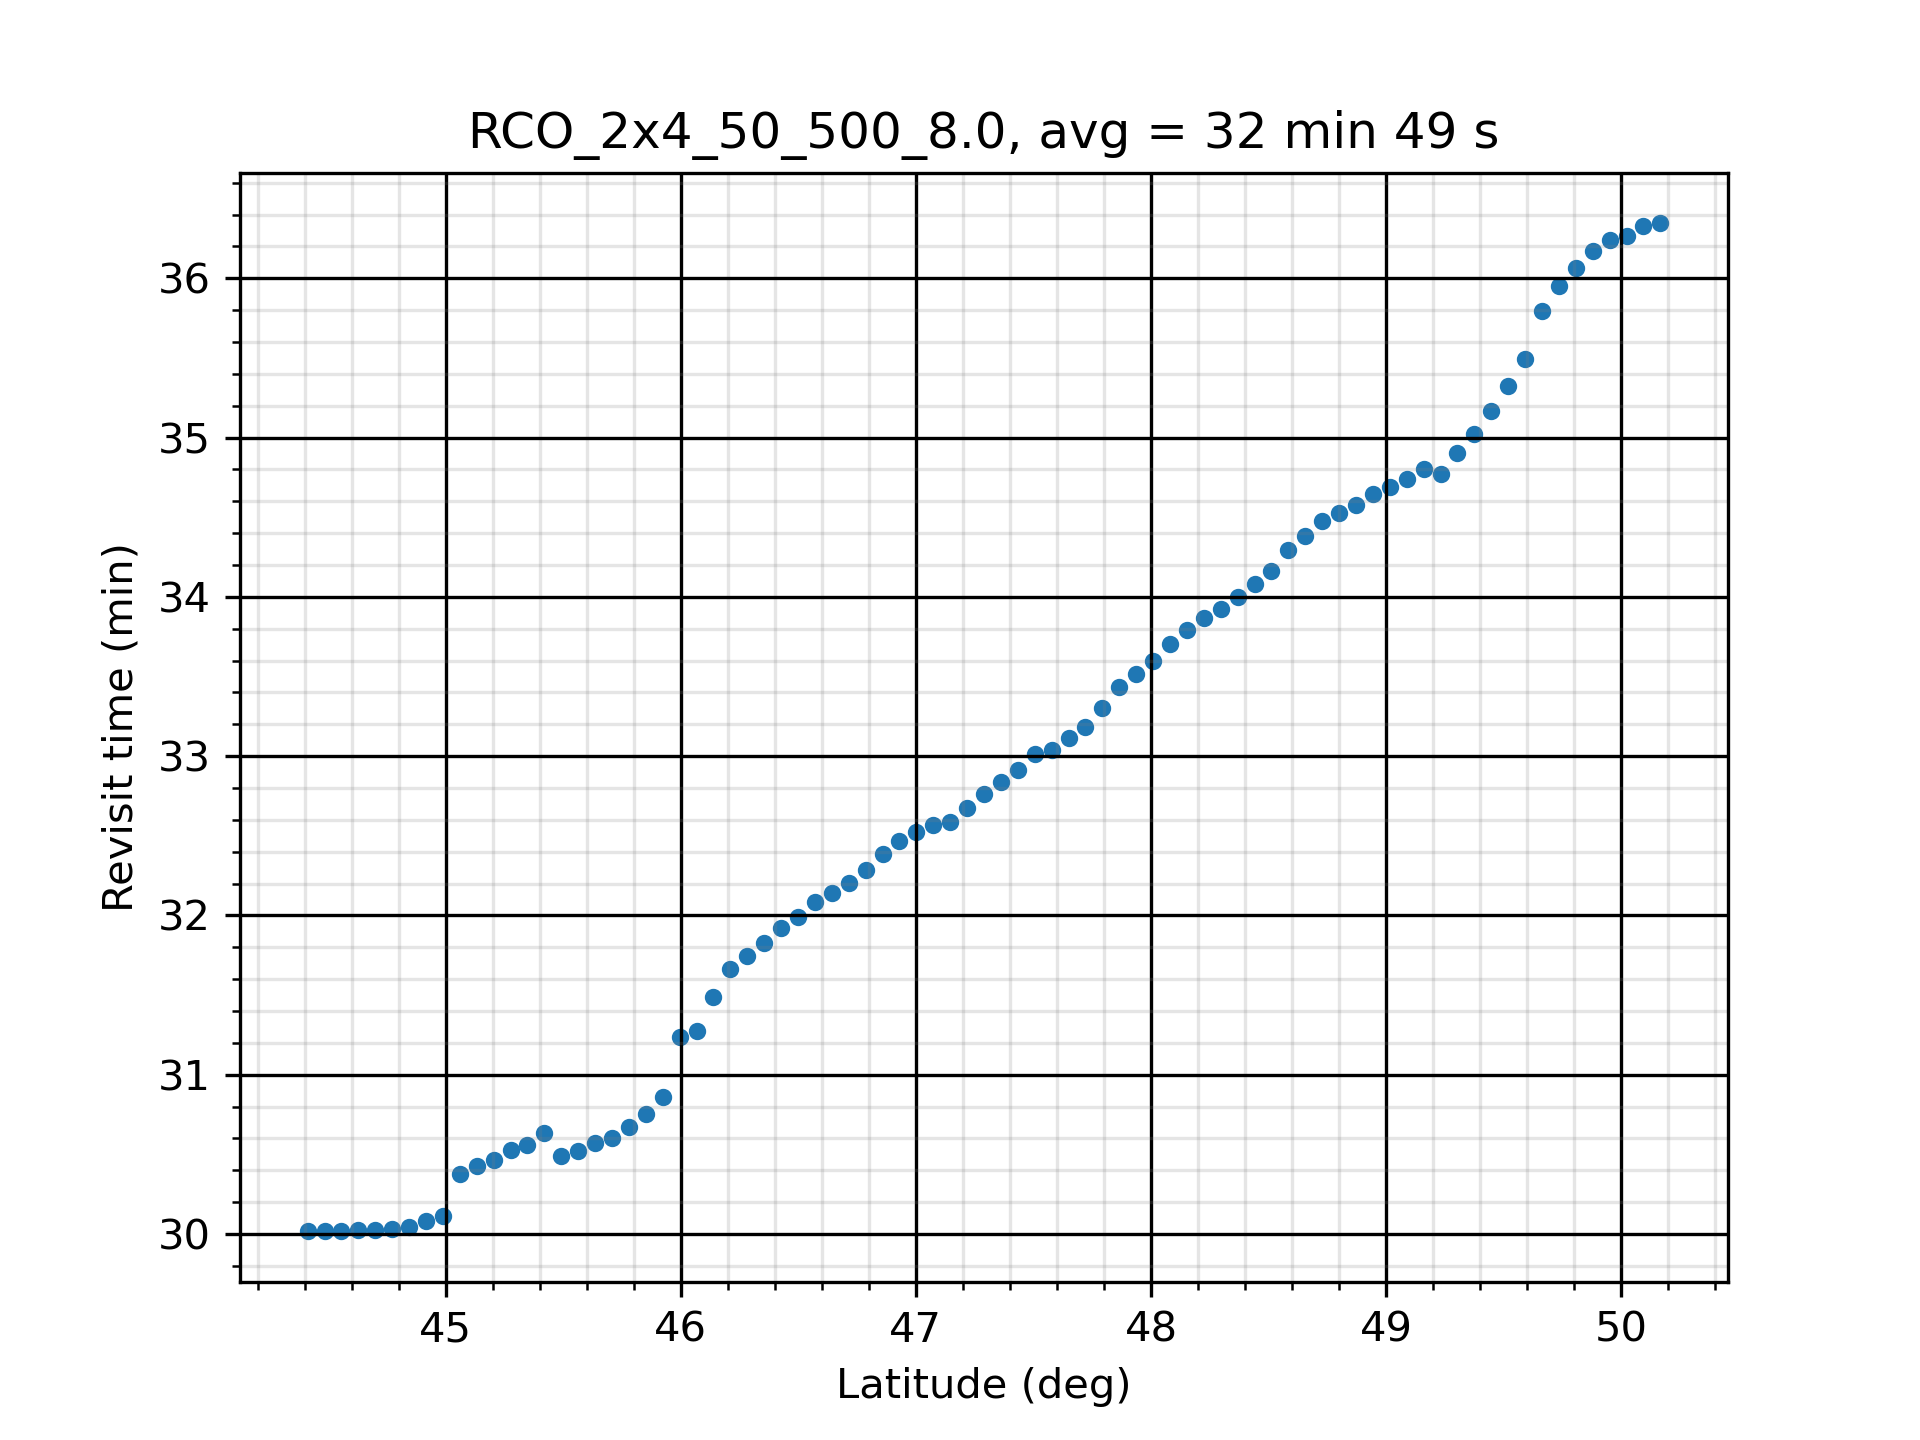 RCO_2x4_50_500_8.0, avg = 32 min 49 s
Revisit time (min)
36
35
34
33
32
31
30
45 46 47 48 49 50
Latitude (deg)